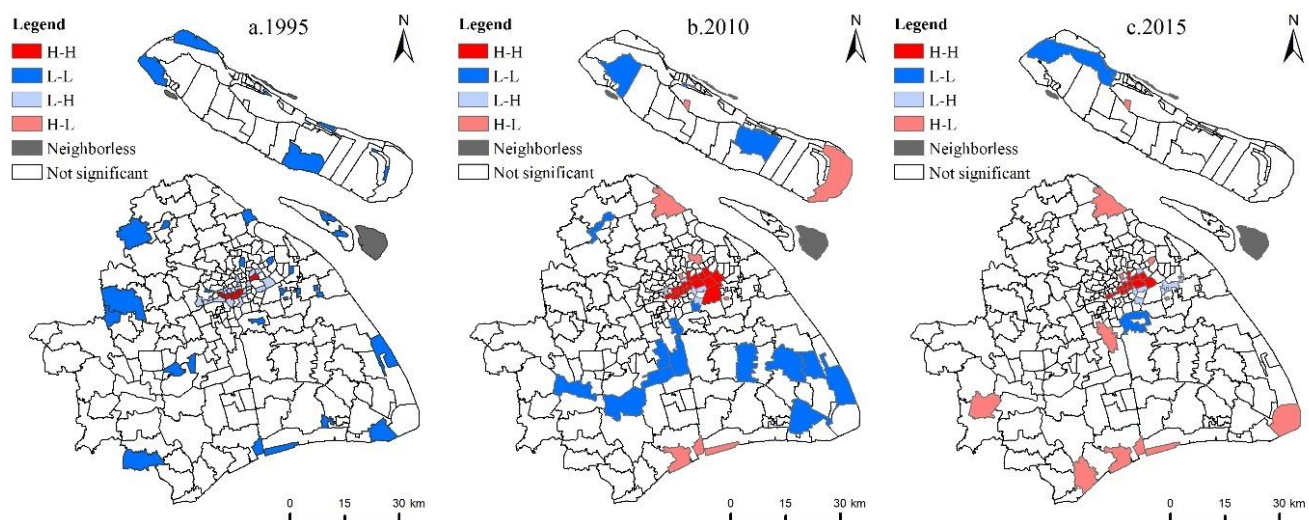 Legend
a.1995
N
H-H
L-L
L-H
H-L
Neighborless
Not significant
0 15 30 km
Legend
b.2010
N
H-H
L-L
L-H
H-L
Neighborless
Not significant
0 15 30 km
Legend
c.2015
N
H-H
L-L
L-H
H-L
Neighborless
Not significant
0 15 30 km